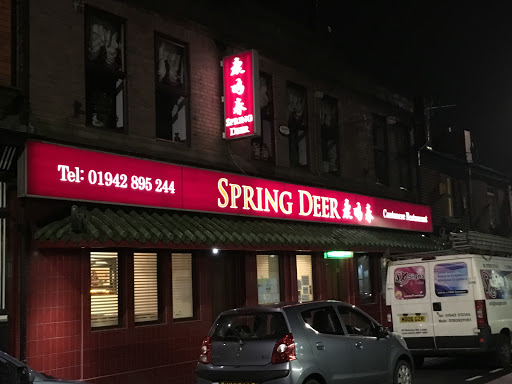 鹿鳴春
SPRING
DEER
Tel: 01942 895 244
SPRING DEER 鹿鳴春 Cantonese Restaurant